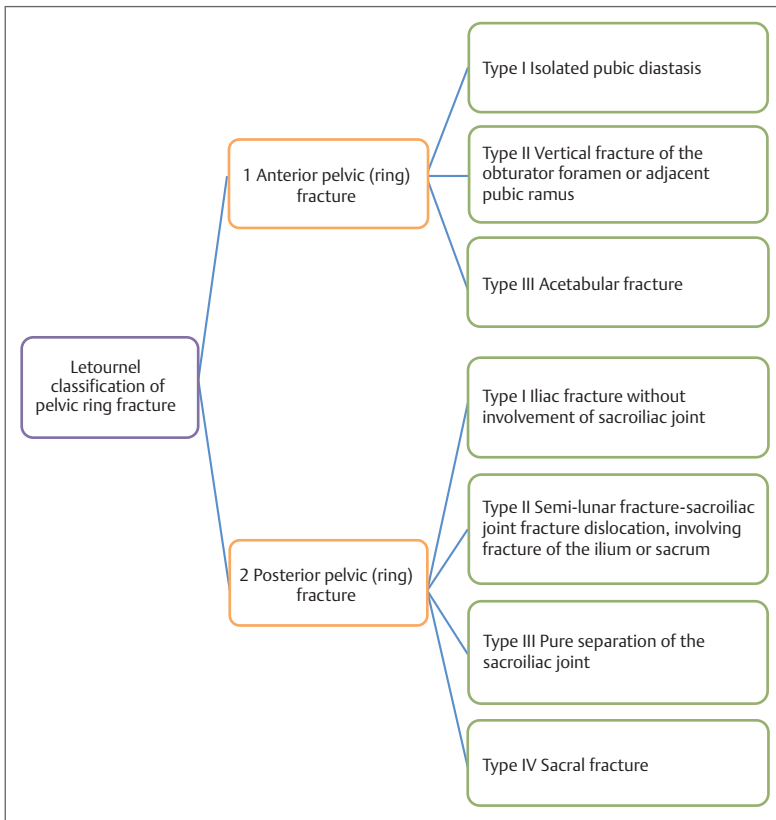 Letournel
classification of
pelvic ring fracture
1 Anterior pelvic (ring)
fracture
Type I Isolated pubic diastasis
Type II Vertical fracture of the
obturator foramen or adjacent
pubic ramus
Type III Acetabular fracture
2 Posterior pelvic (ring)
fracture
Type I Iliac fracture without
involvement of sacroiliac joint
Type II Semi-lunar fracture-sacroiliac
joint fracture dislocation, involving
fracture of the ilium or sacrum
Type III Pure separation of the
sacroiliac joint
Type IV Sacral fracture